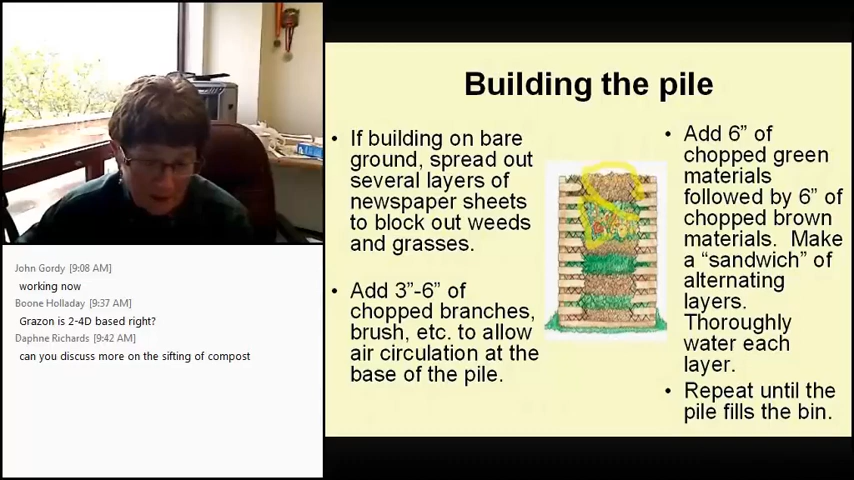 Building the pile
• If building on bare
ground, spread out
several layers of
newspaper sheets
to block out weeds
and grasses.
• Add 3”-6” of
chopped branches,
brush, etc. to allow
air circulation at the
base of the pile.
• Add 6” of
chopped green
materials
followed by 6” of
chopped brown
materials. Make
a “sandwich” of
alternating
layers.
Thoroughly
water each
layer.
• Repeat until the
pile fills the bin.
John Gordy [9:08 AM]
working now
Boone Holladay [9:37 AM]
Grazon is 2-4D based right?
Daphne Richards [9:42 AM]
can you discuss more on the sifting of compost